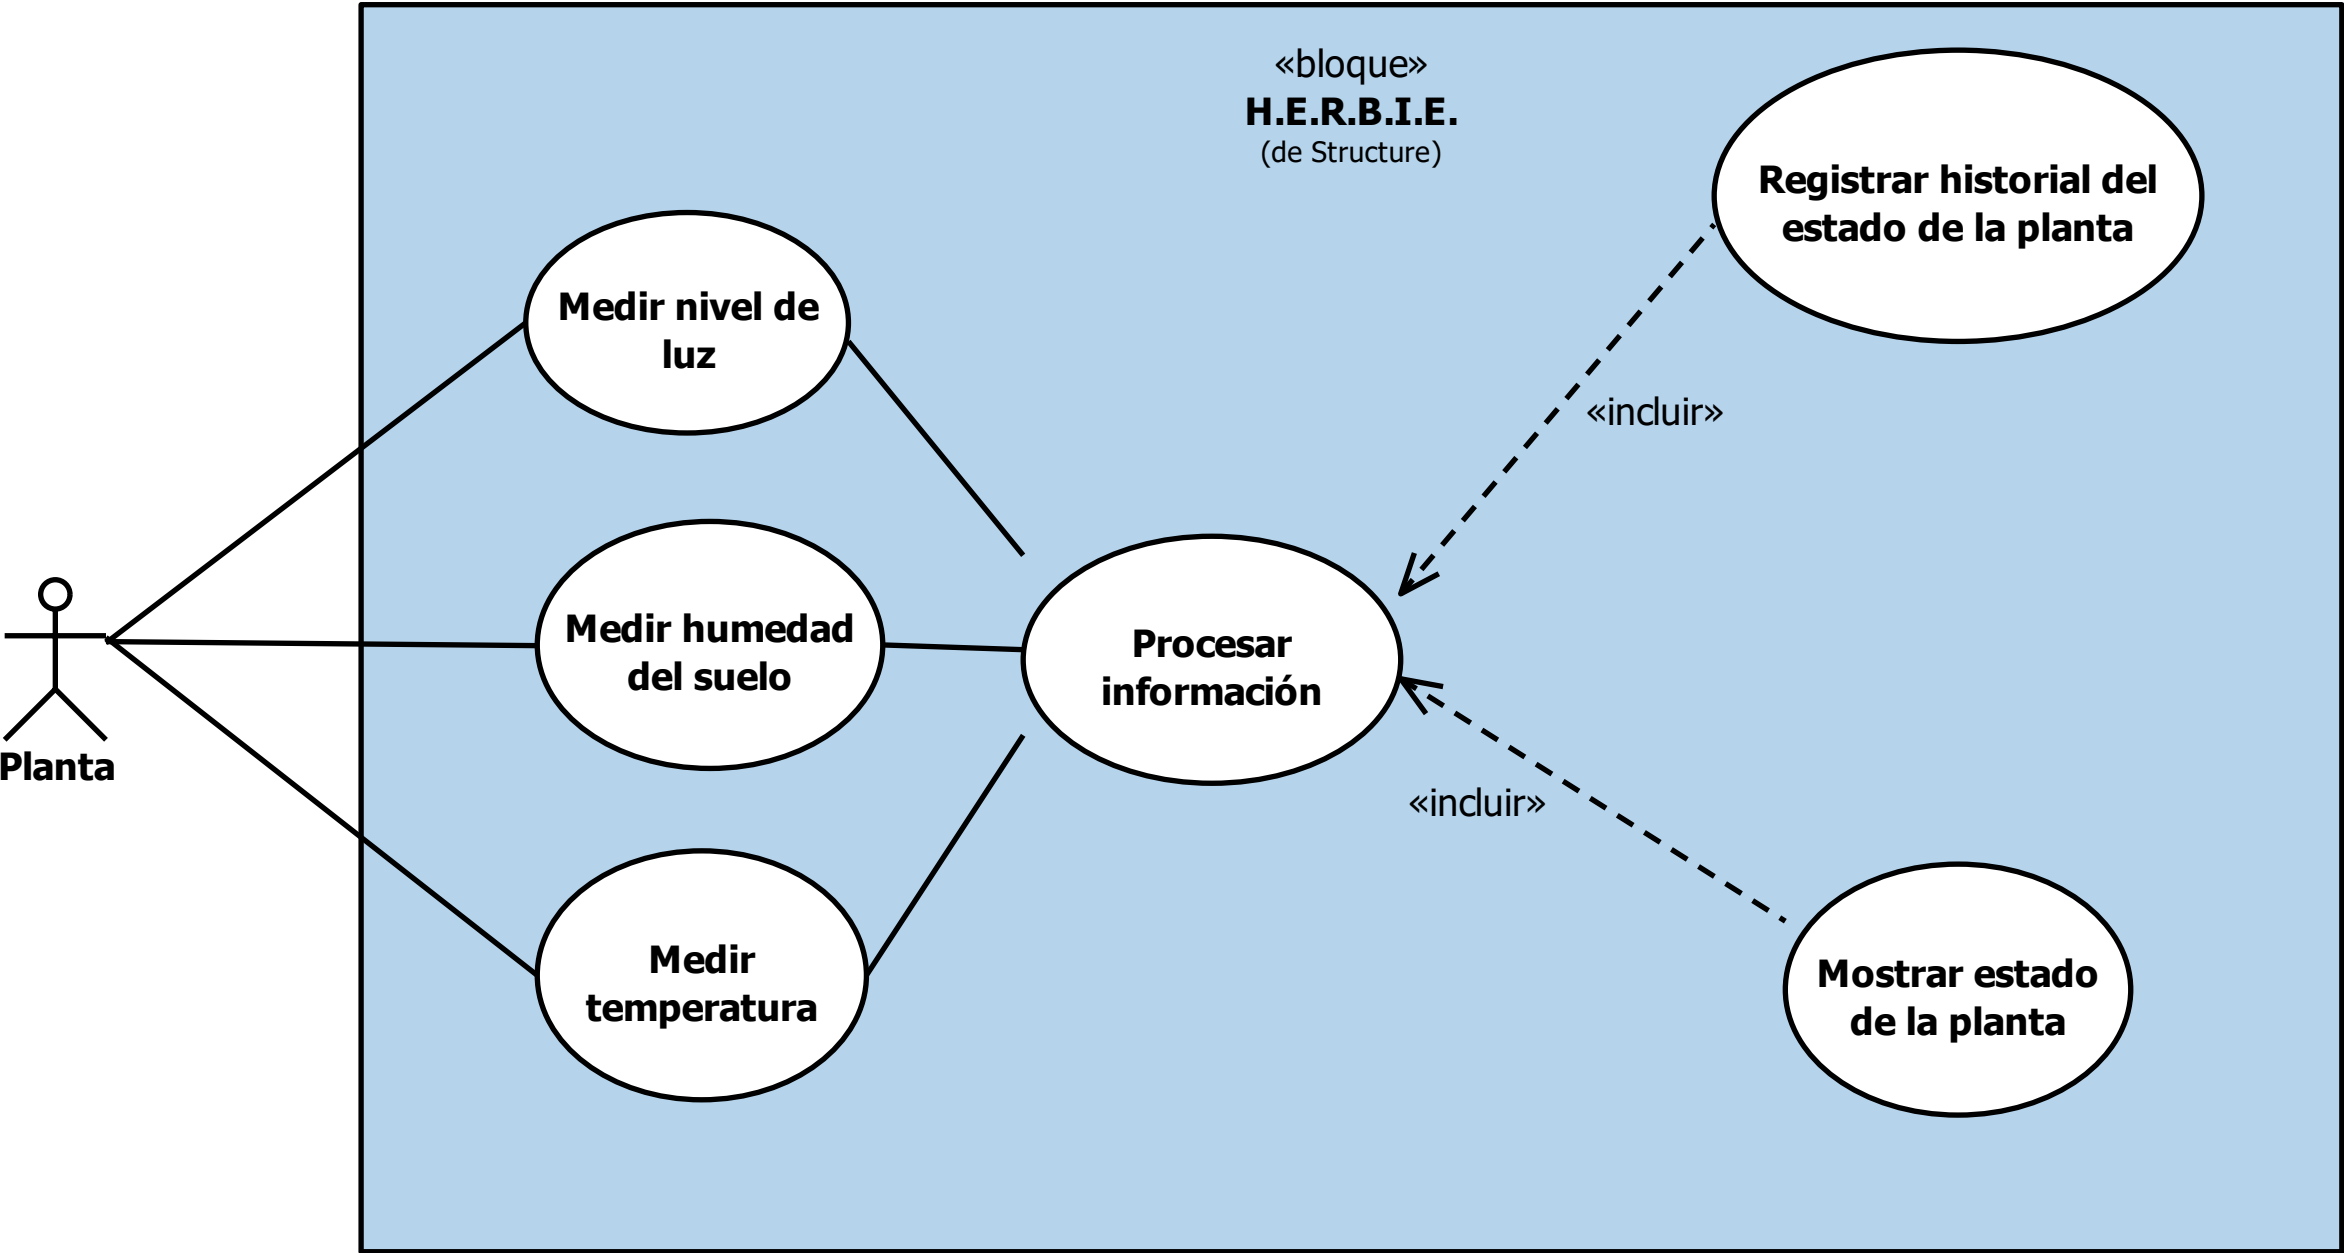 «bloque»
H.E.R.B.I.E.
(de Structure)
Registrar historial del
estado de la planta
Medir nivel de
luz
«incluir»
Medir humedad
del suelo
Procesar
información
Planta
«incluir»
Medir
temperatura
Mostrar estado
de la planta